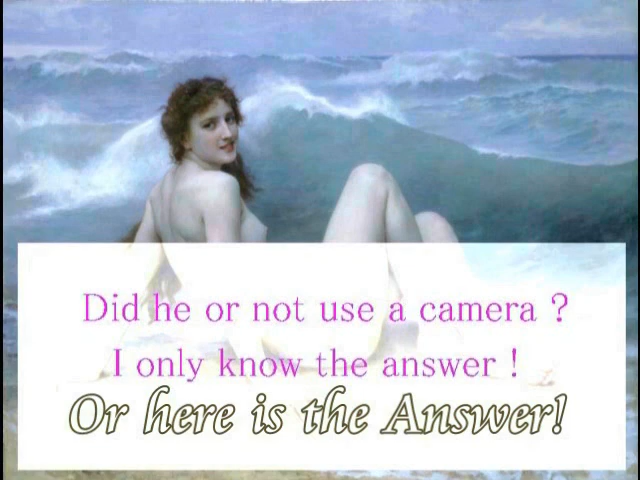 Did he or not use a camera ?
I only know the answer !
Or here is the Answer!